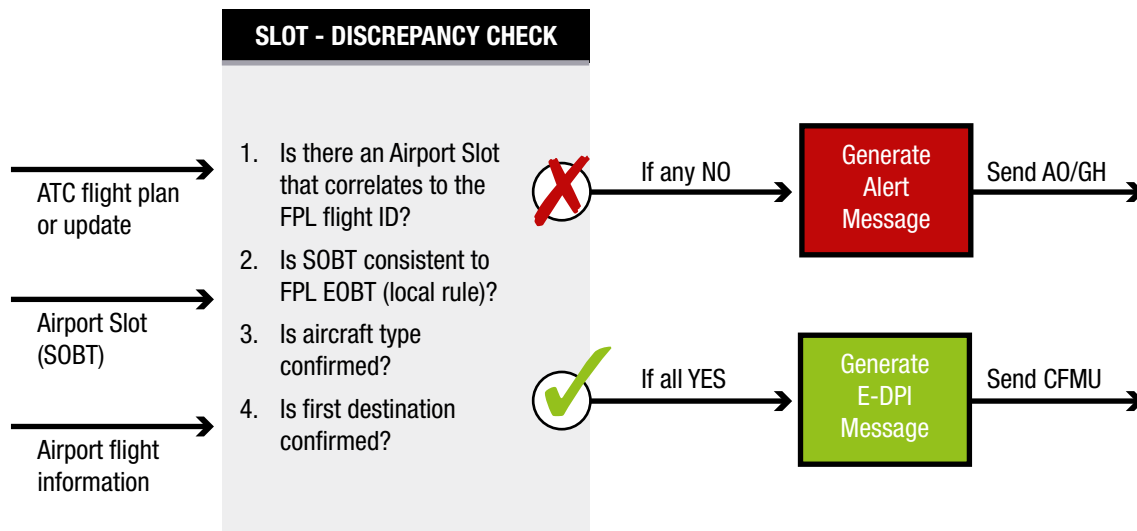 SLOT - DISCREPANCY CHECK
ATC flight plan
or update
Airport Slot
(SOBT)
Airport flight
information
1. Is there an Airport Slot
that correlates to the
FPL flight ID?
2. Is SOBT consistent to
FPL EOBT (local rule)?
3. Is aircraft type
confirmed?
4. Is first destination
confirmed?
If any NO
Generate
Alert
Message
Send AO/GH
If all YES
Generate
E-DPI
Message
Send CFMU